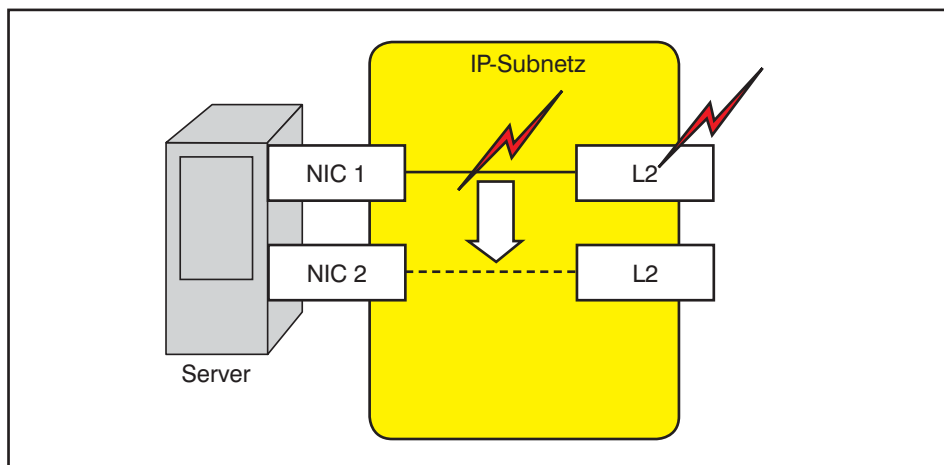 IP-Subnetz
NIC 1
L2
NIC 2
L2
Server